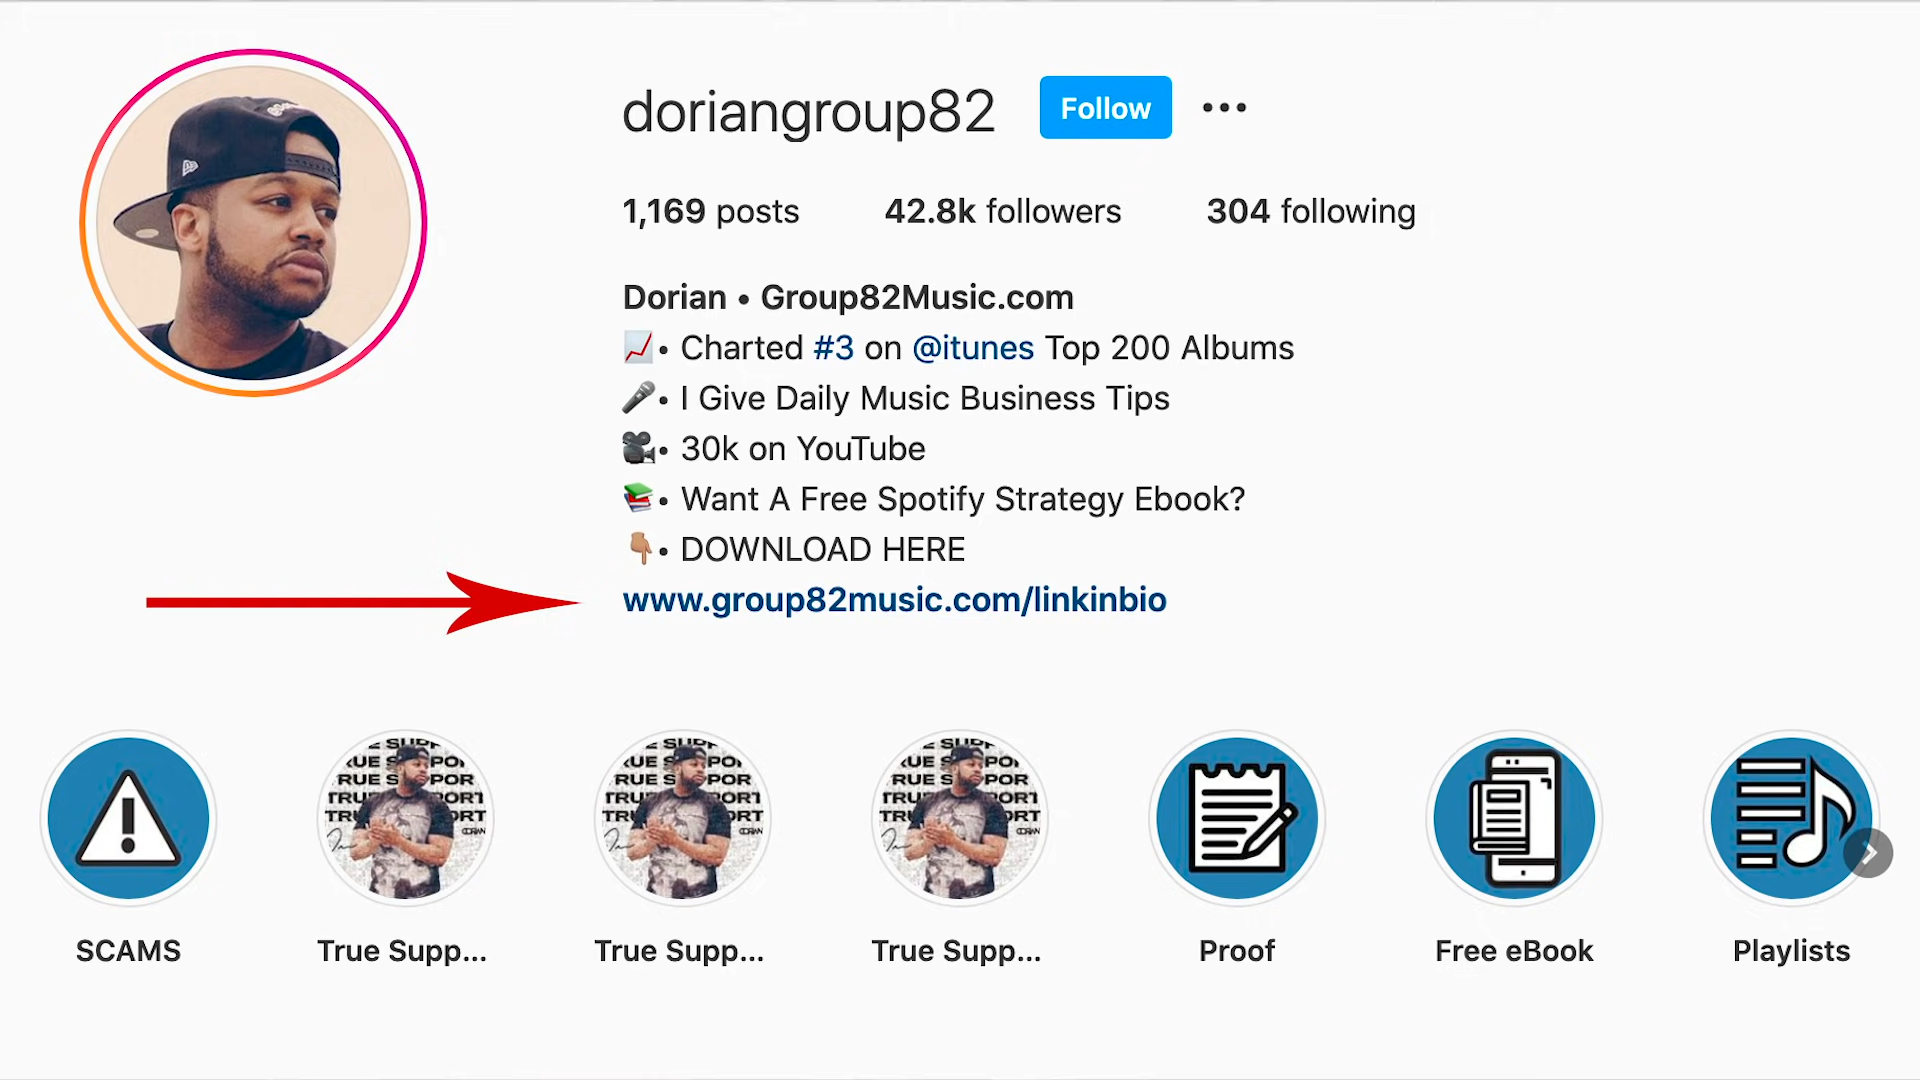 doriangroup82 Follow
1,169 posts 42.8k followers 304 following
Dorian • Group82Music.com
• Charted #3 on @itunes Top 200 Albums
• I Give Daily Music Business Tips
• 30k on YouTube
• Want A Free Spotify Strategy Ebook?
• DOWNLOAD HERE
www.group82music.com/linkinbio
SCAMS True Supp... True Supp... True Supp... Proof Free eBook Playlists